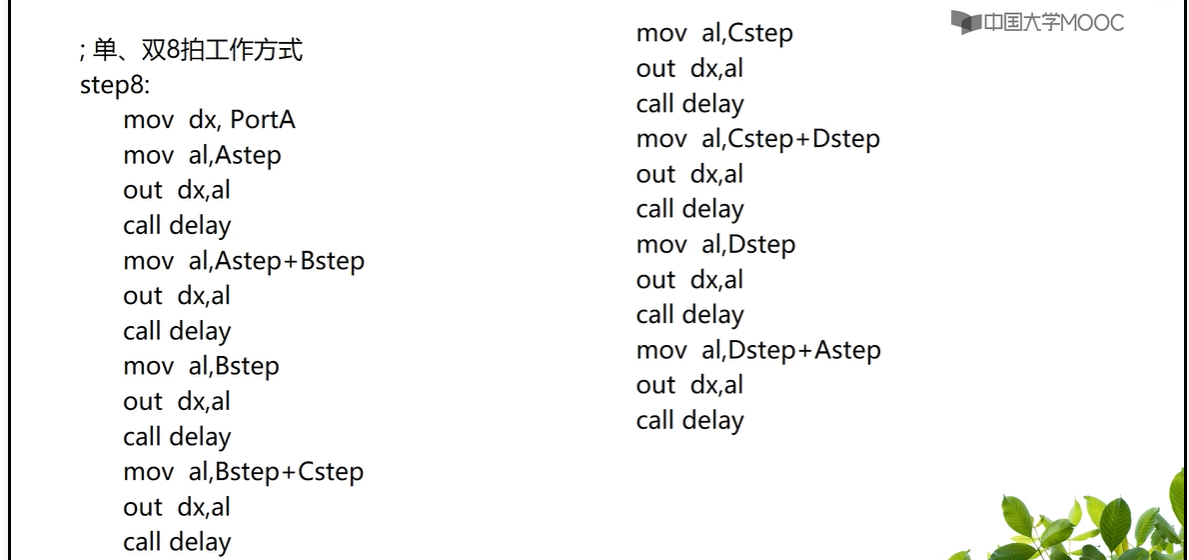 ; 单、双8拍工作方式
step8:
mov dx, PortA
mov al,Astep
out dx,al
call delay
mov al,Astep+Bstep
out dx,al
call delay
mov al,Bstep
out dx,al
call delay
mov al,Bstep+Cstep
out dx,al
call delay
mov al,Cstep
out dx,al
call delay
mov al,Cstep+Dstep
out dx,al
call delay
mov al,Dstep
out dx,al
call delay
mov al,Dstep+Astep
out dx,al
call delay
中国大学MOOC